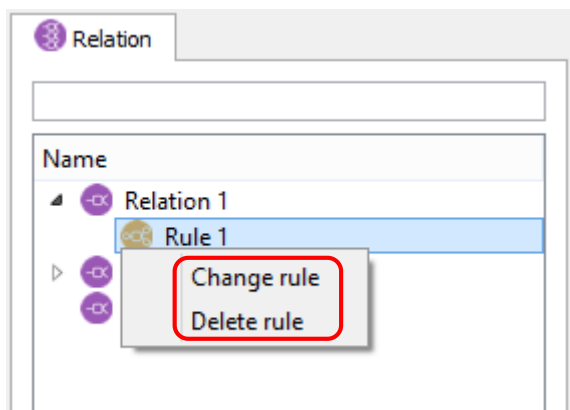 Relation
Name
Relation 1
Rule 1
Change rule
Delete rule